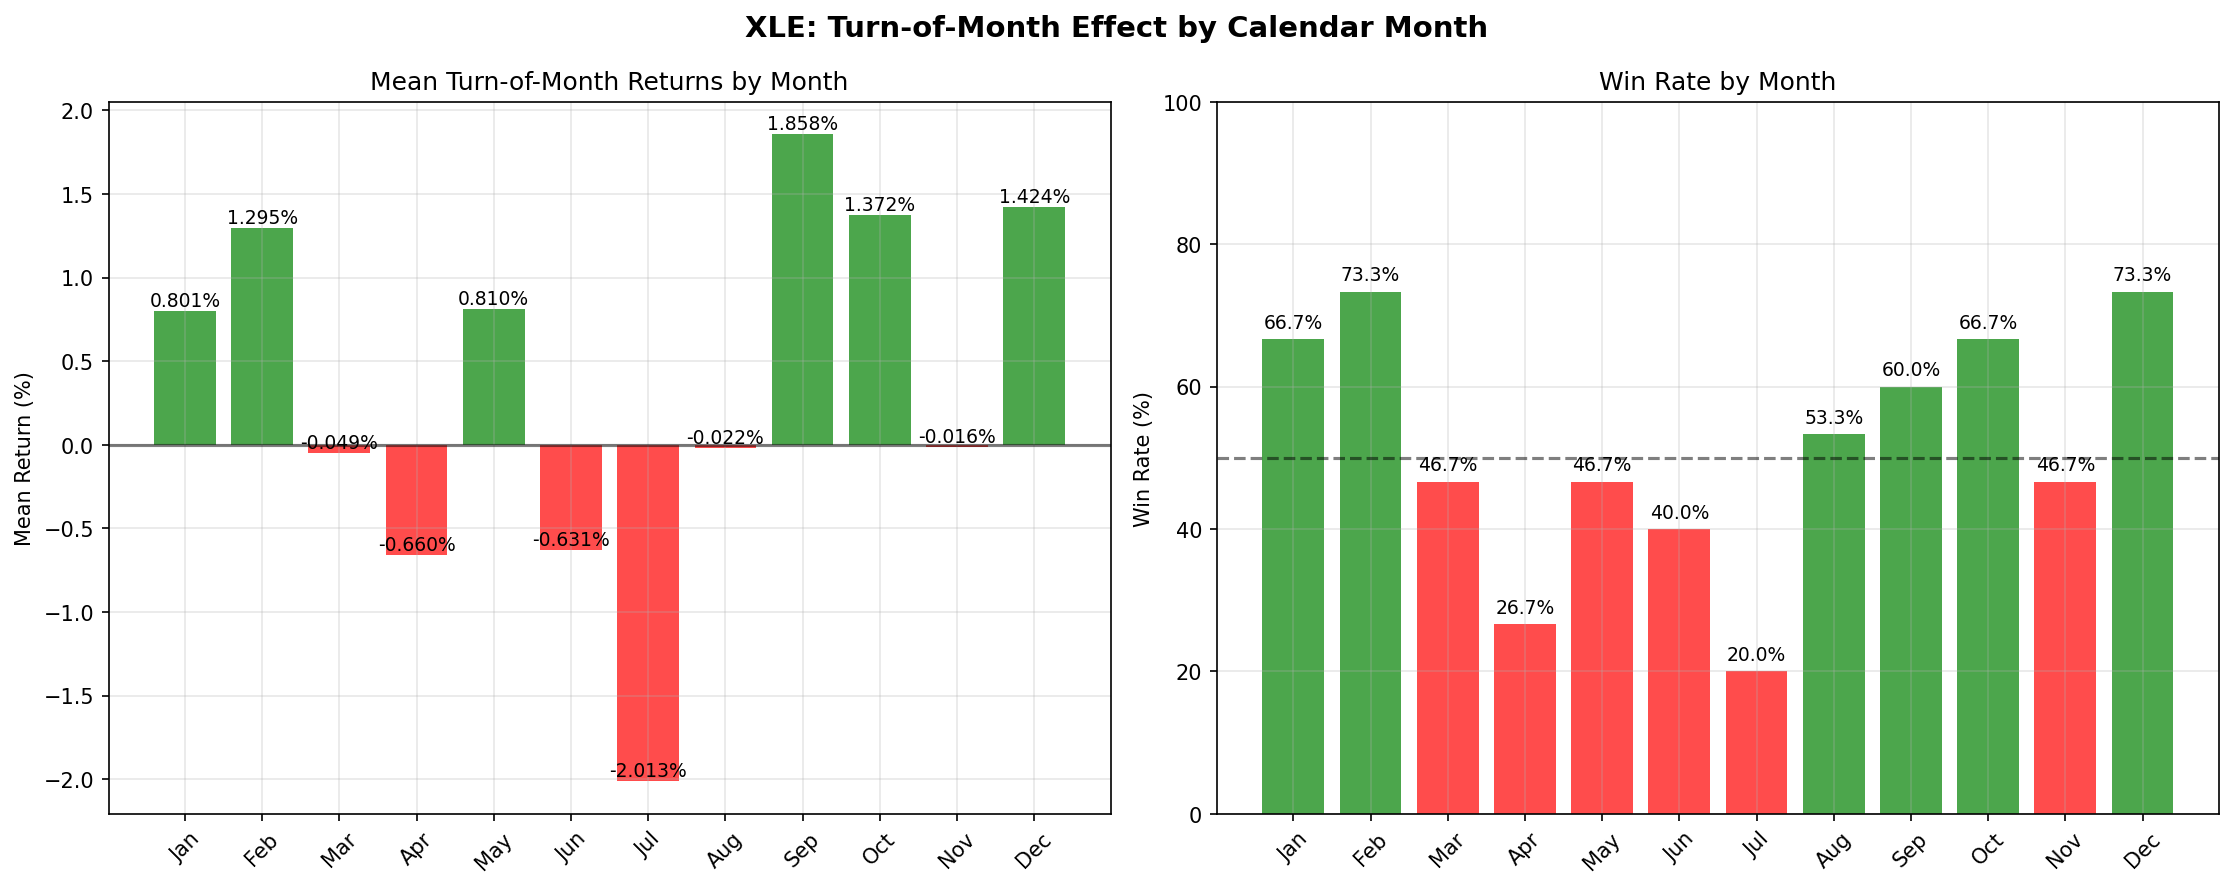 XLE: Turn-of-Month Effect by Calendar Month
Mean Turn-of-Month Returns by Month
Mean Return (%)
2.0
1.5
1.0
0.5
0.0
−0.5
−1.0
−1.5
−2.0
0.801%
1.295%
-0.049%
-0.660%
0.810%
-0.631%
-2.013%
-0.022%
1.858%
1.372%
-0.016%
1.424%
Jan
Feb
Mar
Apr
May
Jun
Jul
Aug
Sep
Oct
Nov
Dec
Win Rate by Month
Win Rate (%)
100
80
60
40
20
0
66.7%
73.3%
46.7%
26.7%
46.7%
40.0%
20.0%
53.3%
60.0%
66.7%
46.7%
73.3%
Jan
Feb
Mar
Apr
May
Jun
Jul
Aug
Sep
Oct
Nov
Dec